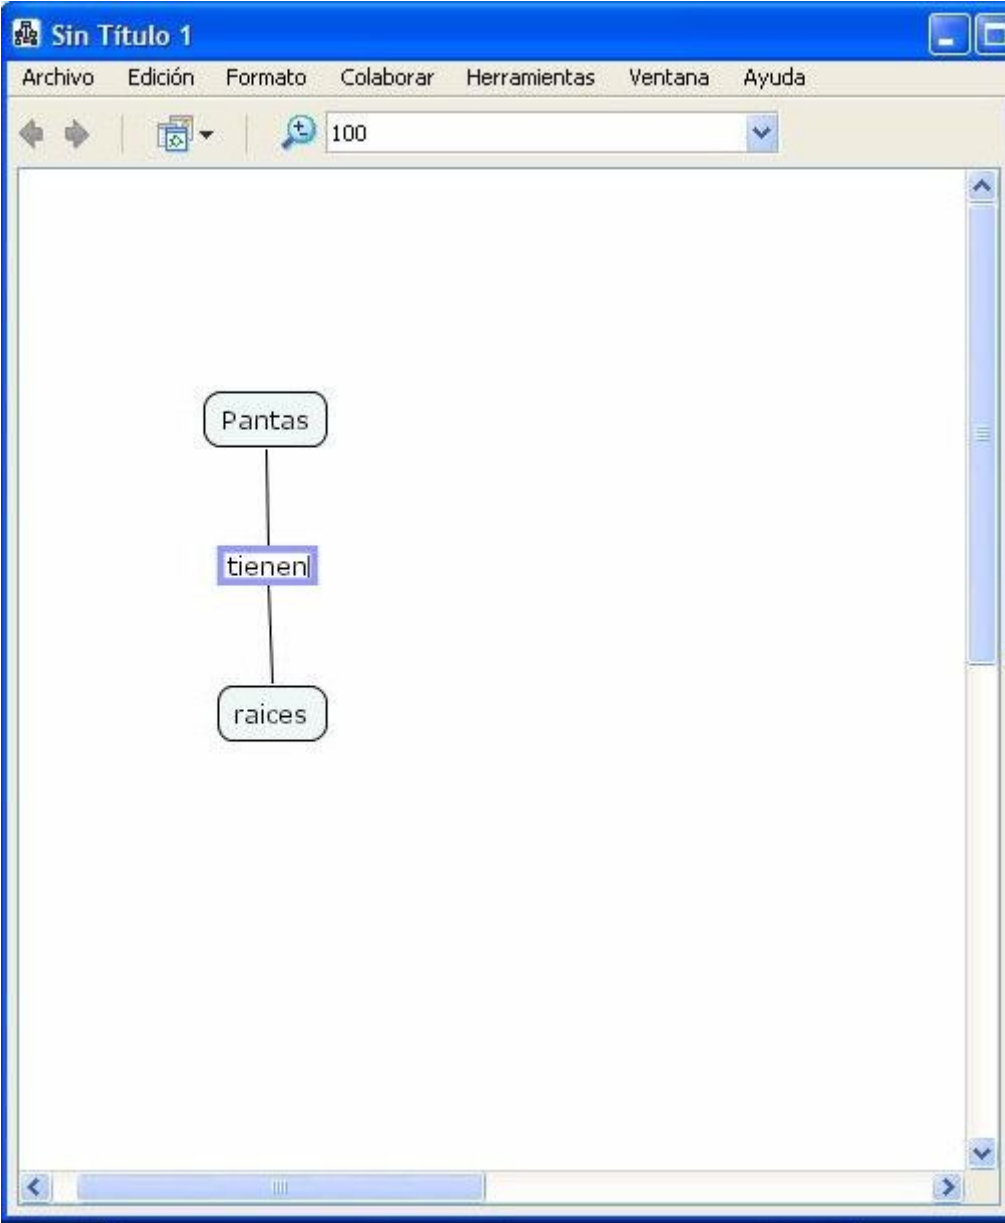 Sin Título 1
Archivo Edición Formato Colaborar Herramientas Ventana Ayuda
100
Pantas
tienen
raices